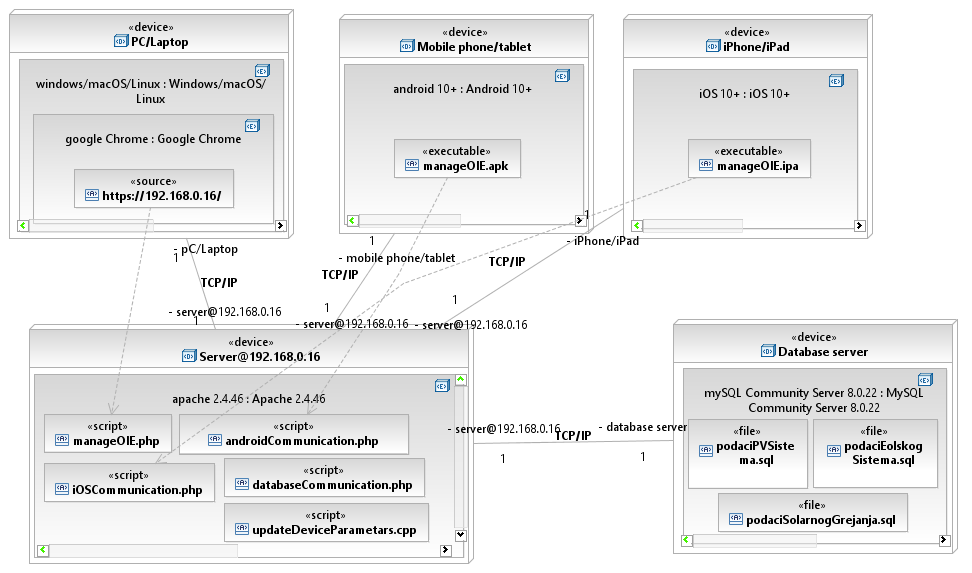 «device»
PC/Laptop
windows/macOS/Linux : Windows/macOS/
Linux
google Chrome : Google Chrome
«source»
https://192.168.0.16/
«device»
Mobile phone/tablet
android 10+ : Android 10+
«executable»
manageOIE.apk
«device»
iPhone/iPad
iOS 10+ : iOS 10+
«executable»
manageOIE.ipa
- pC/Laptop
1
TCP/IP
- server@192.168.0.16
1
1
- mobile phone/tablet
TCP/IP
1
- server@192.168.0.16
1
- iPhone/iPad
TCP/IP
1
- server@192.168.0.16
«device»
Server@192.168.0.16
apache 2.4.46 : Apache 2.4.46
«script»
manageOIE.php
«script»
androidCommunication.php
«script»
iOSCommunication.php
«script»
databaseCommunication.php
«script»
updateDeviceParametars.cpp
- server@192.168.0.16
1
TCP/IP
- database server
1
«device»
Database server
mySQL Community Server 8.0.22 : MySQL
Community Server 8.0.22
«file»
podaciPVSiste
ma.sql
«file»
podaciEolskog
Sistema.sql
«file»
podaciSolarnogGrejanja.sql